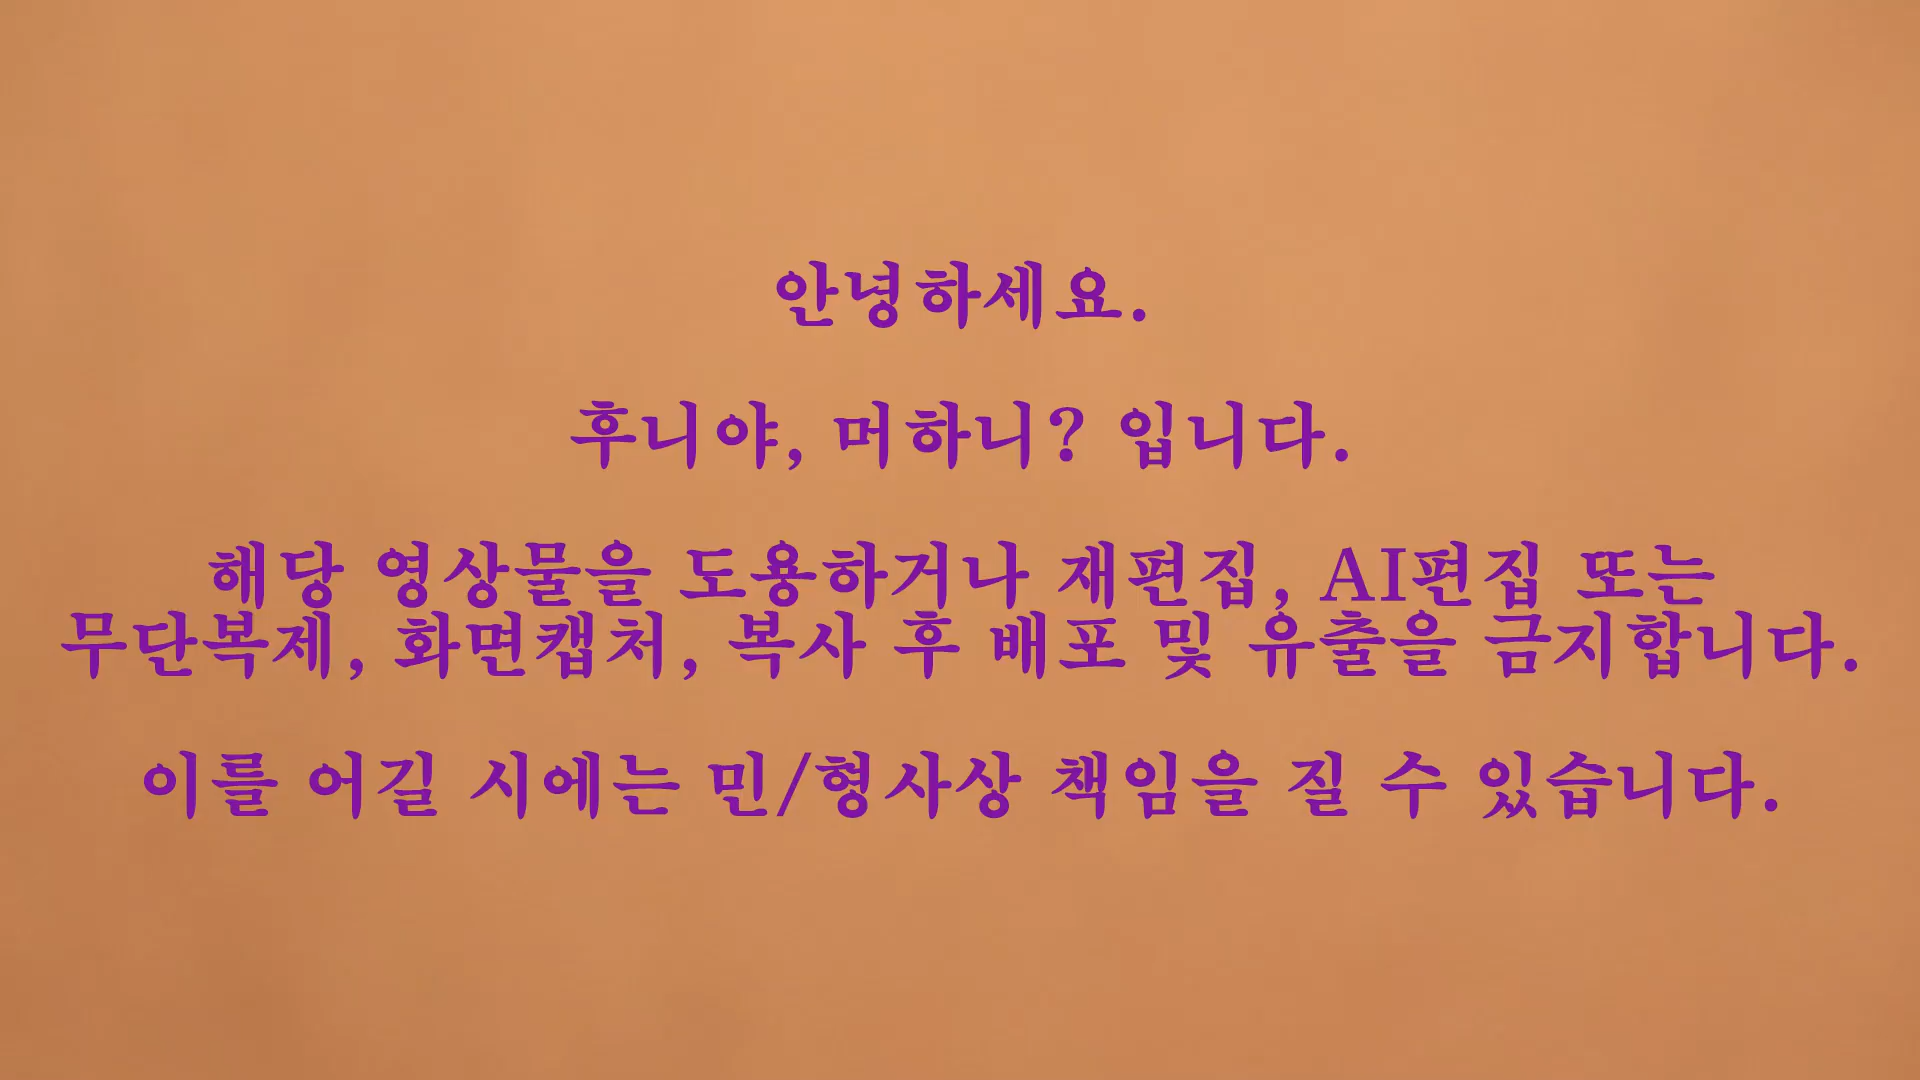 안녕하세요.
후니야, 머하니? 입니다.
해당 영상물을 도용하거나 재편집, AI편집 또는
무단복제, 화면캡처, 복사 후 배포 및 유출을 금지합니다.
이를 어길 시에는 민/형사상 책임을 질 수 있습니다.